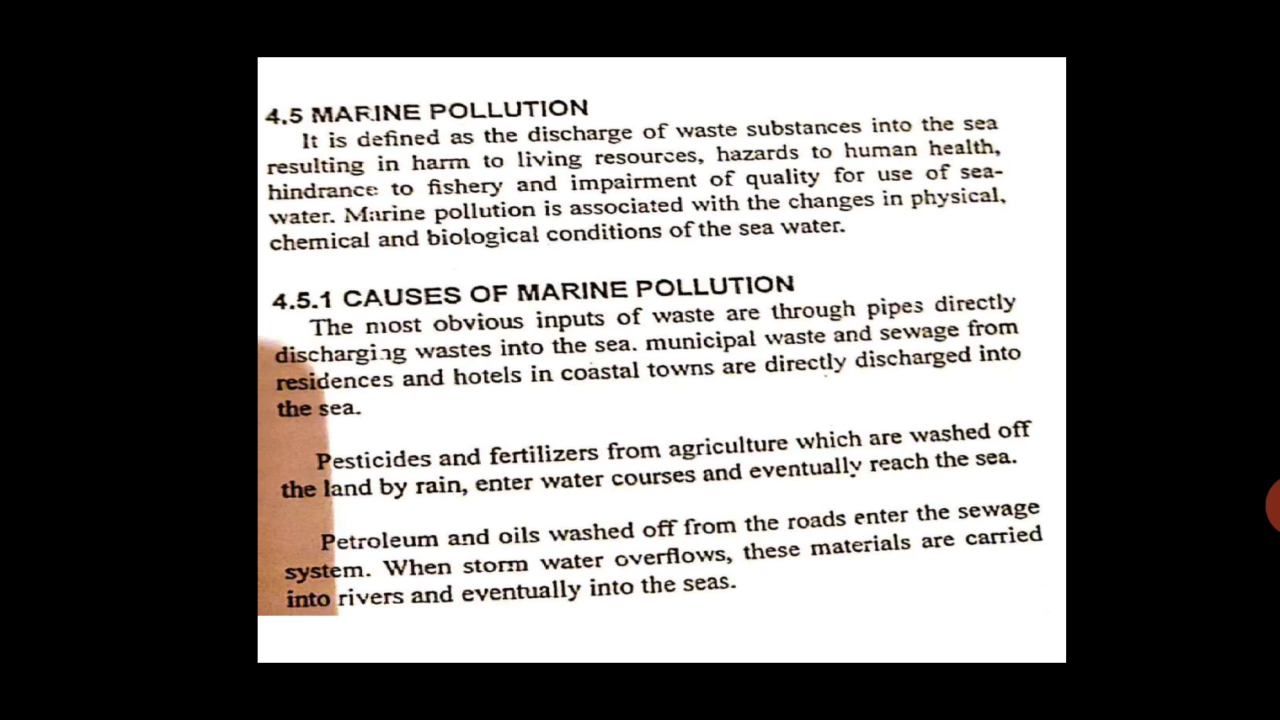 4.5 MARINE POLLUTION
It is defined as the discharge of waste substances into the sea
resulting in harm to living resources, hazards to human health,
hindrance to fishery and impairment of quality for use of sea-
water. Marine pollution is associated with the changes in physical,
chemical and biological conditions of the sea water.
4.5.1 CAUSES OF MARINE POLLUTION
The most obvious inputs of waste are through pipes directly
discharging wastes into the sea. municipal waste and sewage from
residences and hotels in coastal towns are directly discharged into
the sea.
Pesticides and fertilizers from agriculture which are washed off
the land by rain, enter water courses and eventually reach the sea.
Petroleum and oils washed off from the roads enter the sewage
system. When storm water overflows, these materials are carried
into rivers and eventually into the seas.